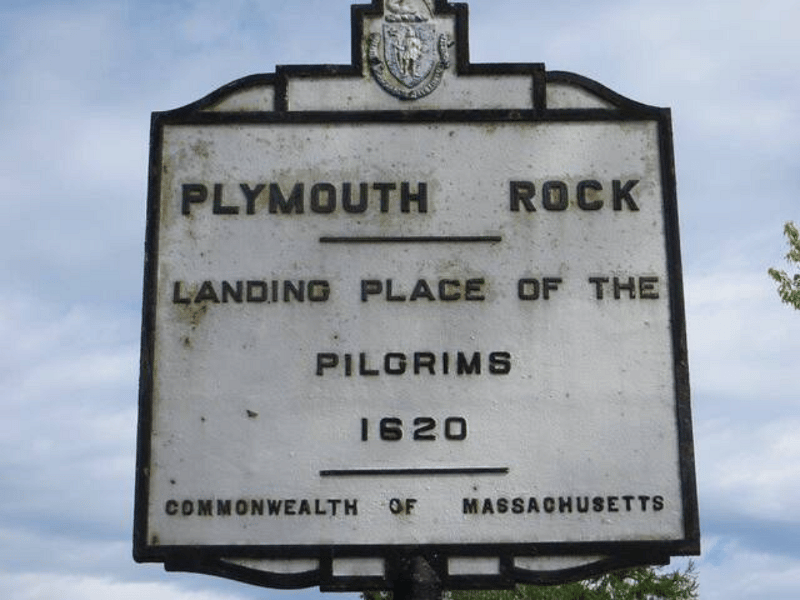 PLYMOUTH ROCK
LANDING PLACE OF THE
PILGRIMS
1620
COMMONWEALTH OF MASSACHUSETTS